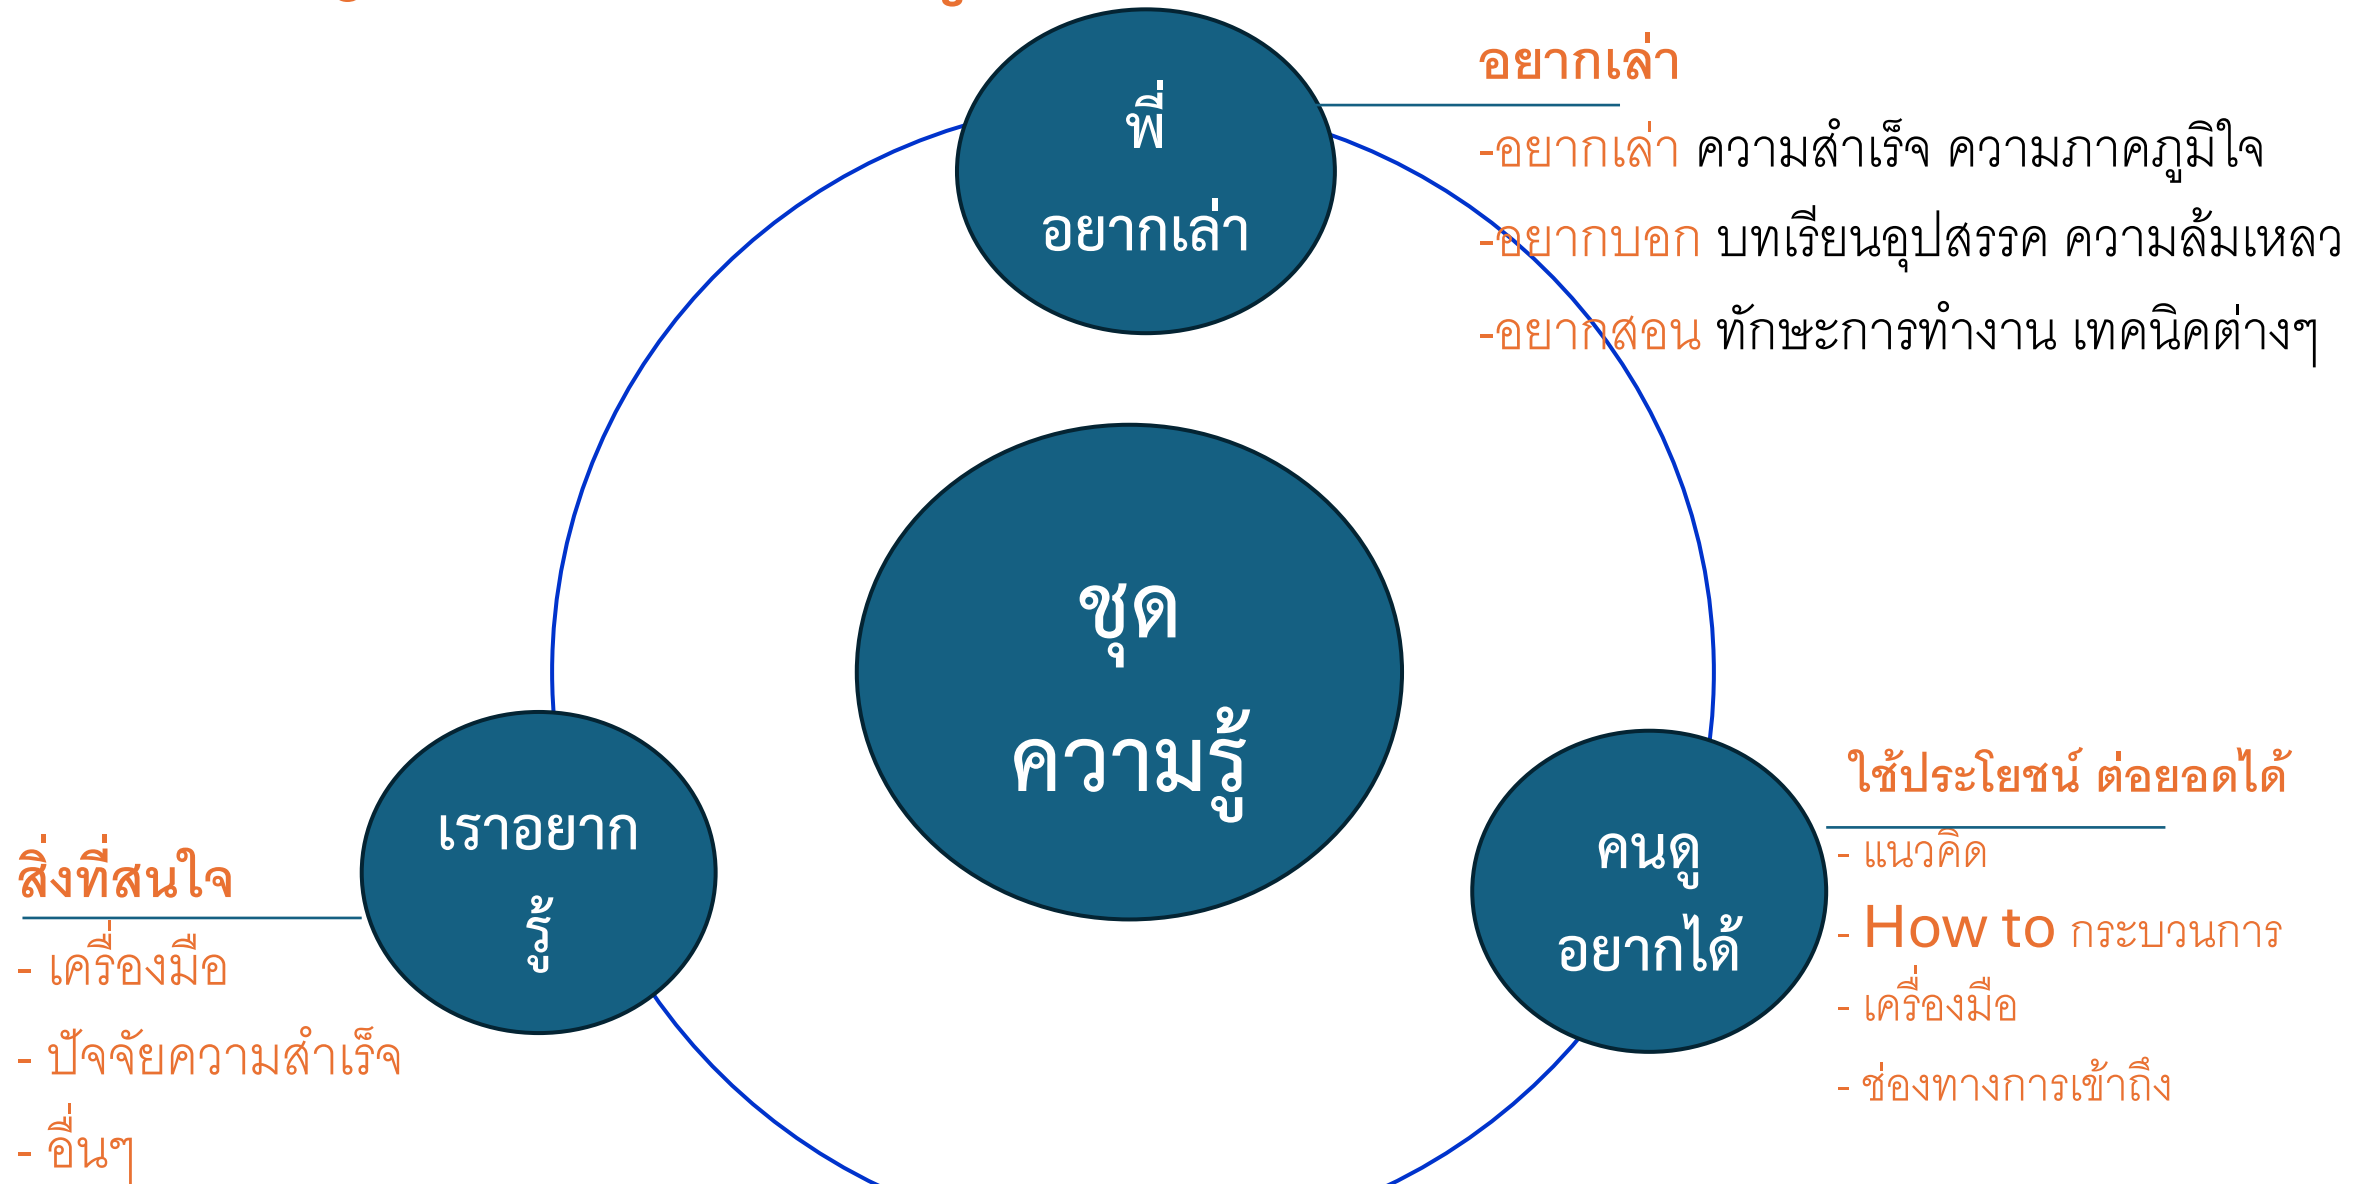 พี่
อยากเล่า
อยากเล่า
-อยากเล่า ความสำเร็จ ความภาคภูมิใจ
-อยากบอก บทเรียนอุปสรรค ความล้มเหลว
-อยากสอน ทักษะการทำงาน เทคนิคต่างๆ
ชุด
ความรู้
เราอยาก
รู้
สิ่งที่สนใจ
- เครื่องมือ
- ปัจจัยความสำเร็จ
- อื่นๆ
คนดู
อยากได้
ใช้ประโยชน์ ต่อยอดได้
- แนวคิด
- How to กระบวนการ
- เครื่องมือ
- ช่องทางการเข้าถึง